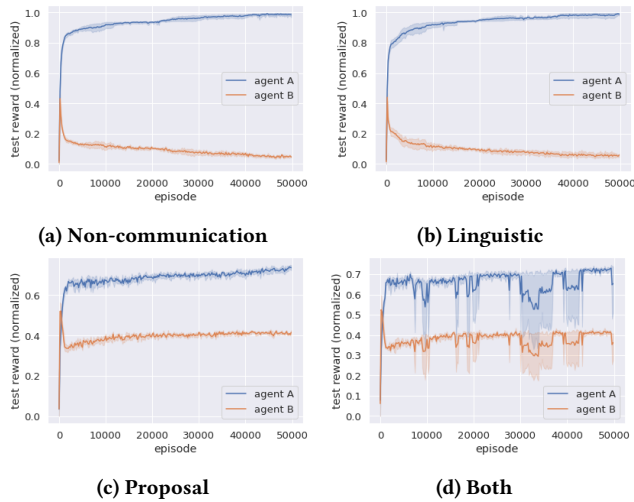 1.0
0.8
0.6
0.4
0.2
0.0
test reward (normalized)
agent A
agent B
0 10000 20000 30000 40000 50000
episode
(a) Non-communication
1.0
0.8
0.6
0.4
0.2
0.0
test reward (normalized)
agent A
agent B
0 10000 20000 30000 40000 50000
episode
(b) Linguistic
0.6
0.4
0.2
0.0
test reward (normalized)
agent A
agent B
0 10000 20000 30000 40000 50000
episode
(c) Proposal
0.7
0.6
0.5
0.4
0.3
0.2
0.1
0.0
test reward (normalized)
agent A
agent B
0 10000 20000 30000 40000 50000
episode
(d) Both